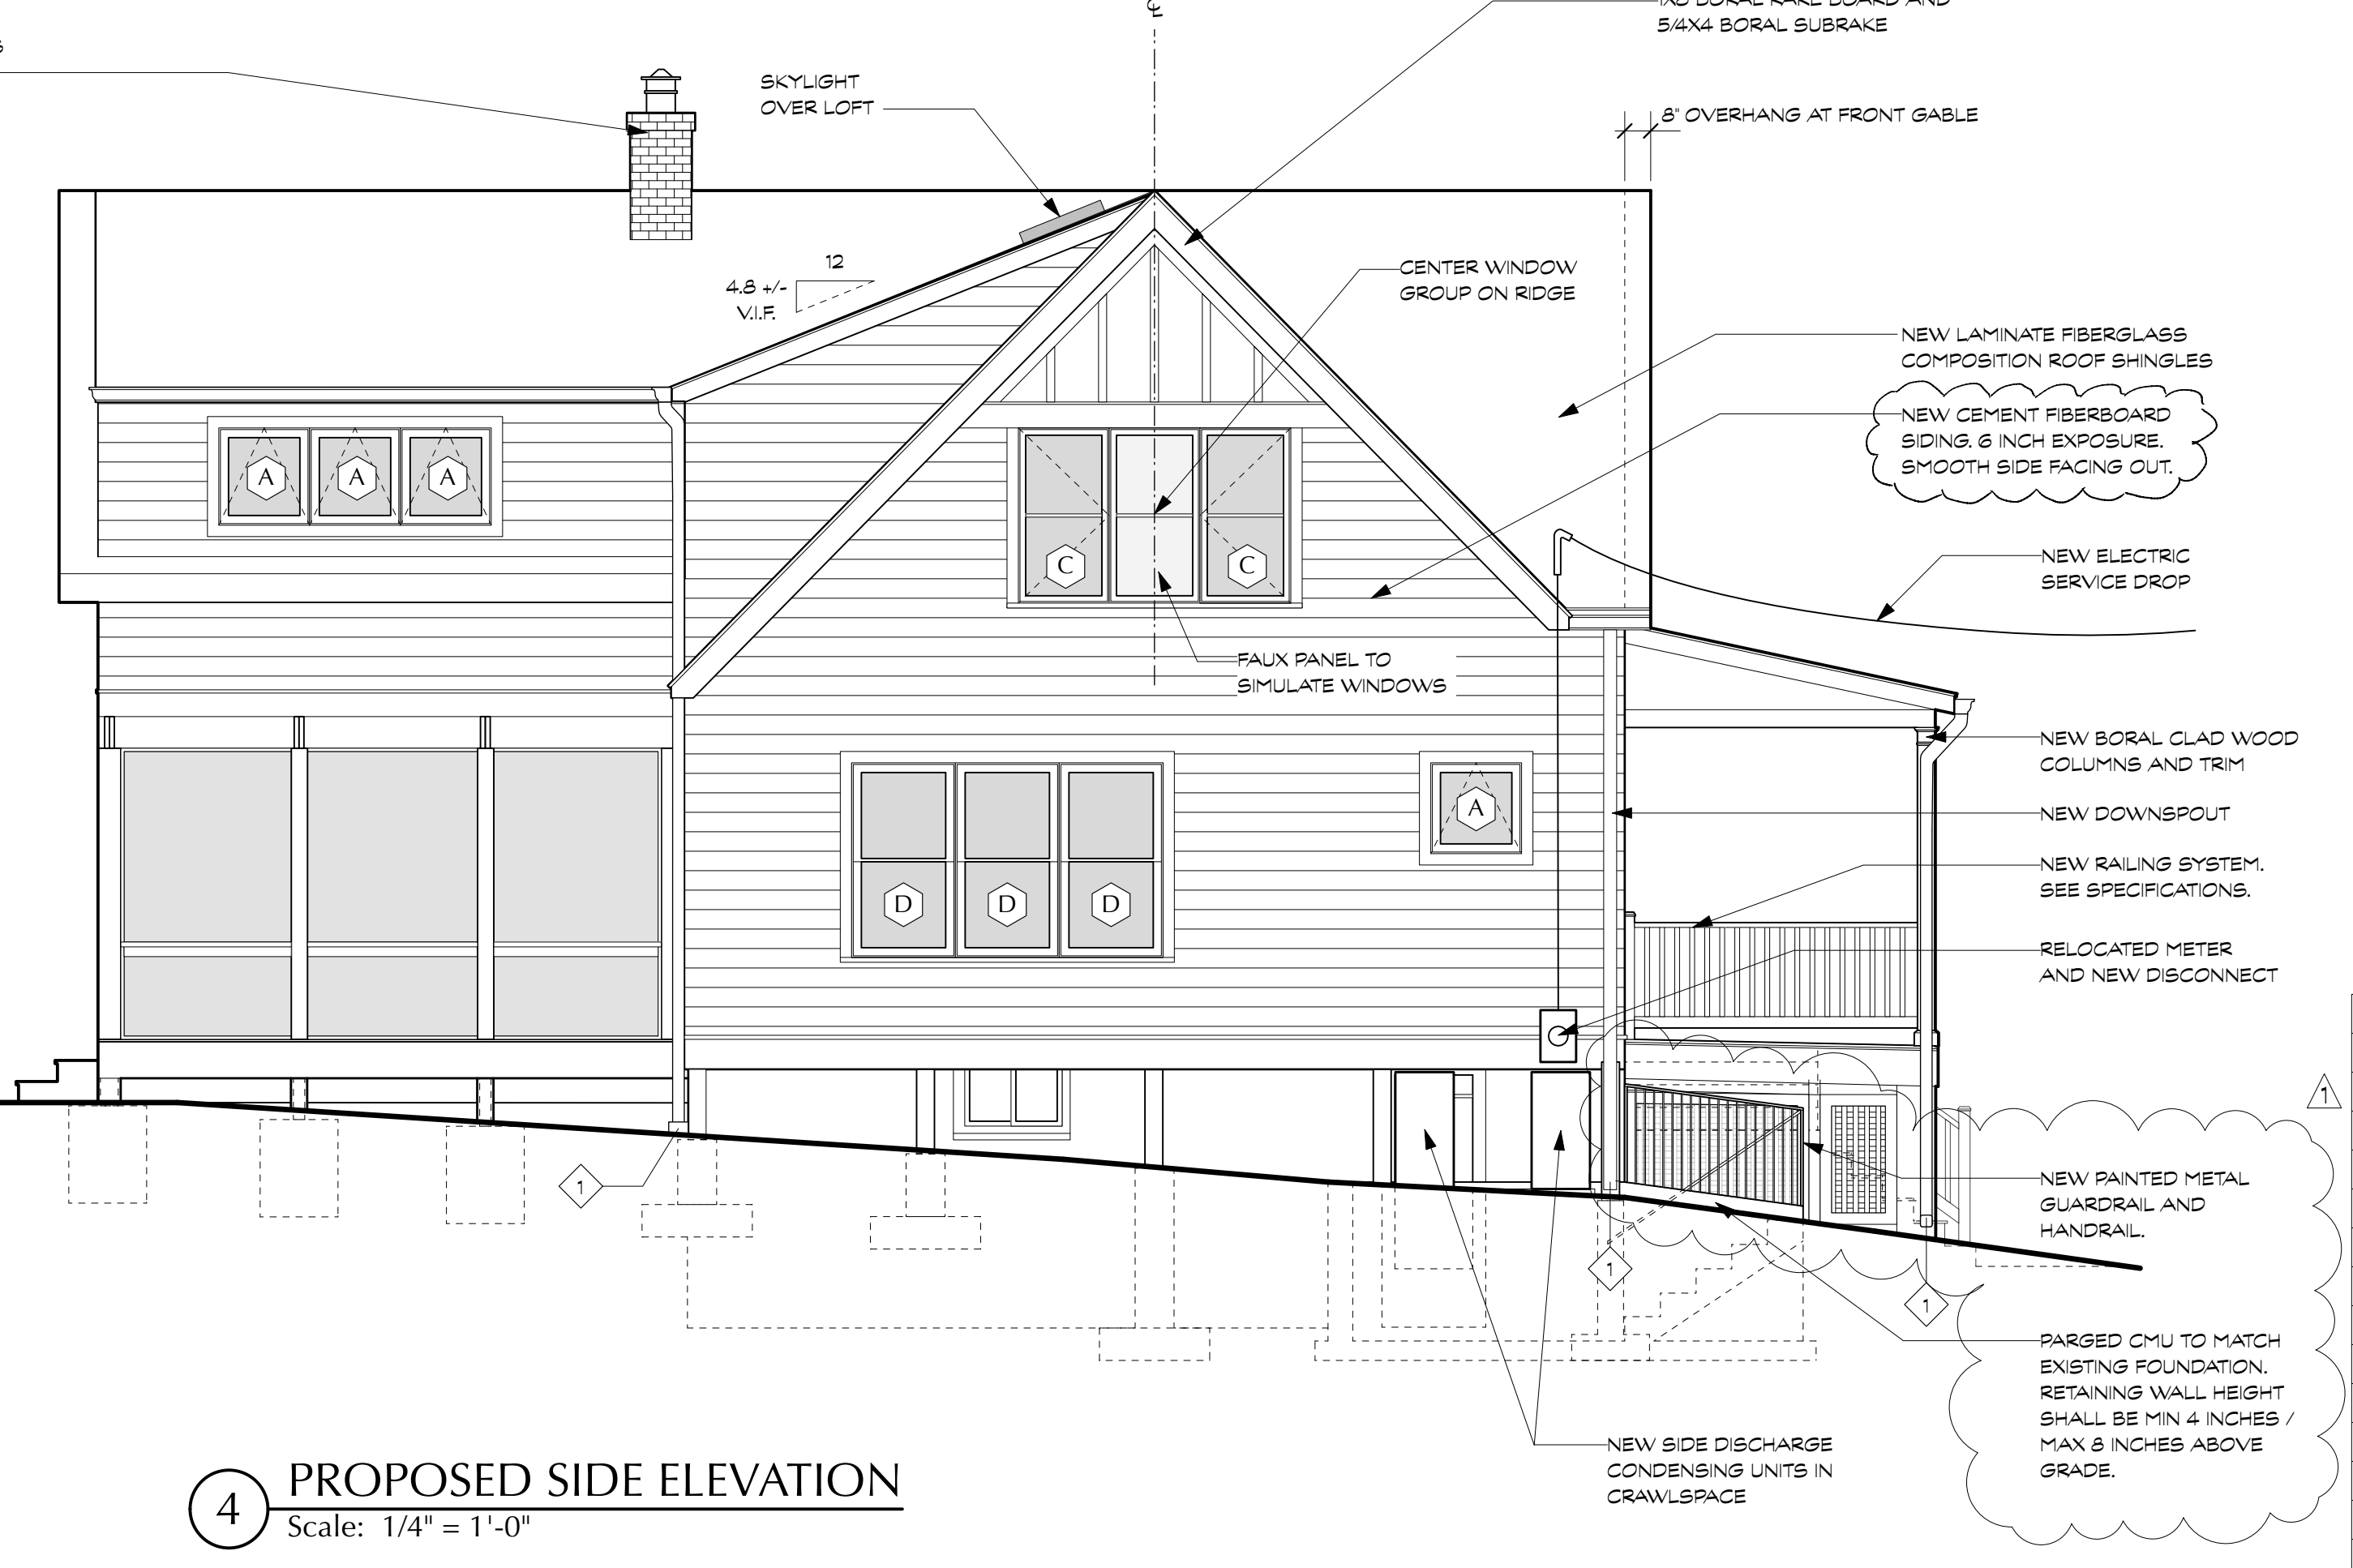 ℄
5/4X4 BORAL SUBRAKE
SKYLIGHT
OVER LOFT
8" OVERHANG AT FRONT GABLE
12
4.8 +/-
V.I.F.
CENTER WINDOW
GROUP ON RIDGE
NEW LAMINATE FIBERGLASS
COMPOSITION ROOF SHINGLES
NEW CEMENT FIBERBOARD
SIDING. 6 INCH EXPOSURE.
SMOOTH SIDE FACING OUT.
A
A
A
C
C
NEW ELECTRIC
SERVICE DROP
FAUX PANEL TO
SIMULATE WINDOWS
NEW BORAL CLAD WOOD
COLUMNS AND TRIM
A
NEW DOWNSPOUT
D
D
D
NEW RAILING SYSTEM.
SEE SPECIFICATIONS.
RELOCATED METER
AND NEW DISCONNECT
1
NEW PAINTED METAL
GUARDRAIL AND
HANDRAIL.
1
1
1
PARGED CMU TO MATCH
EXISTING FOUNDATION.
RETAINING WALL HEIGHT
SHALL BE MIN 4 INCHES /
MAX 8 INCHES ABOVE
GRADE.
NEW SIDE DISCHARGE
CONDENSING UNITS IN
CRAWLSPACE
4
PROPOSED SIDE ELEVATION
Scale: 1/4" = 1'-0"